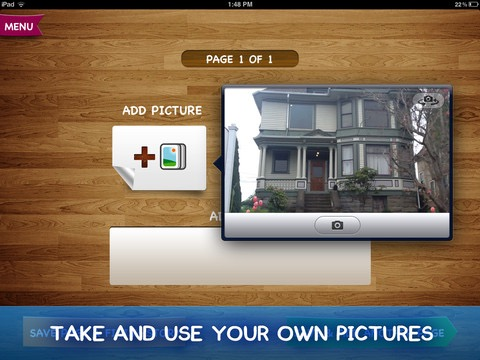 iPad
1:48 PM
22%
MENU
PAGE 1 OF 1
ADD PICTURE
TAKE AND USE YOUR OWN PICTURES